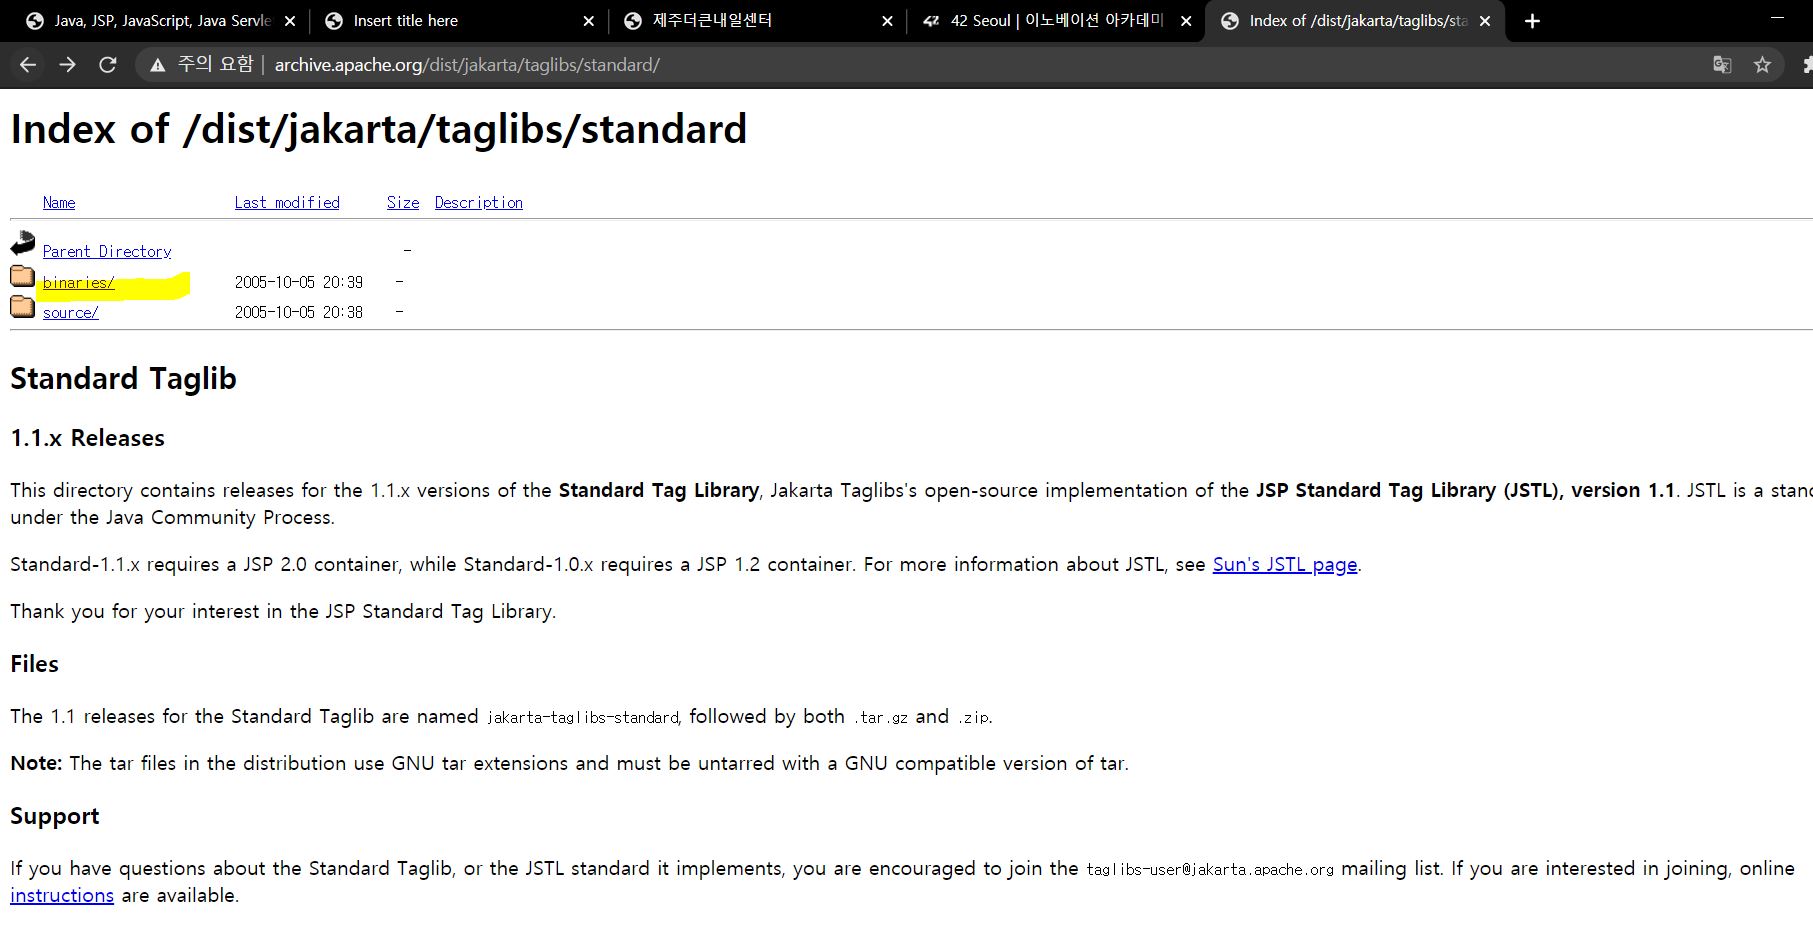 Java, JSP, JavaScript, Java Servle
Insert title here
제주더큰내일센터
42 Seoul | 이노베이션 아카데미
Index of /dist/jakarta/taglibs/sta
주의 요함 | archive.apache.org/dist/jakarta/taglibs/standard/
Index of /dist/jakarta/taglibs/standard
Name Last modified Size Description
Parent Directory -
binaries/ 2005-10-05 20:39 -
source/ 2005-10-05 20:38 -
Standard Taglib
1.1.x Releases
This directory contains releases for the 1.1.x versions of the Standard Tag Library, Jakarta Taglibs's open-source implementation of the JSP Standard Tag Library (JSTL), version 1.1. JSTL is a stand
under the Java Community Process.
Standard-1.1.x requires a JSP 2.0 container, while Standard-1.0.x requires a JSP 1.2 container. For more information about JSTL, see Sun's JSTL page.
Thank you for your interest in the JSP Standard Tag Library.
Files
The 1.1 releases for the Standard Taglib are named jakarta-taglibs-standard, followed by both .tar.gz and .zip.
Note: The tar files in the distribution use GNU tar extensions and must be untarred with a GNU compatible version of tar.
Support
If you have questions about the Standard Taglib, or the JSTL standard it implements, you are encouraged to join the taglibs-user@jakarta.apache.org mailing list. If you are interested in joining, online
instructions are available.